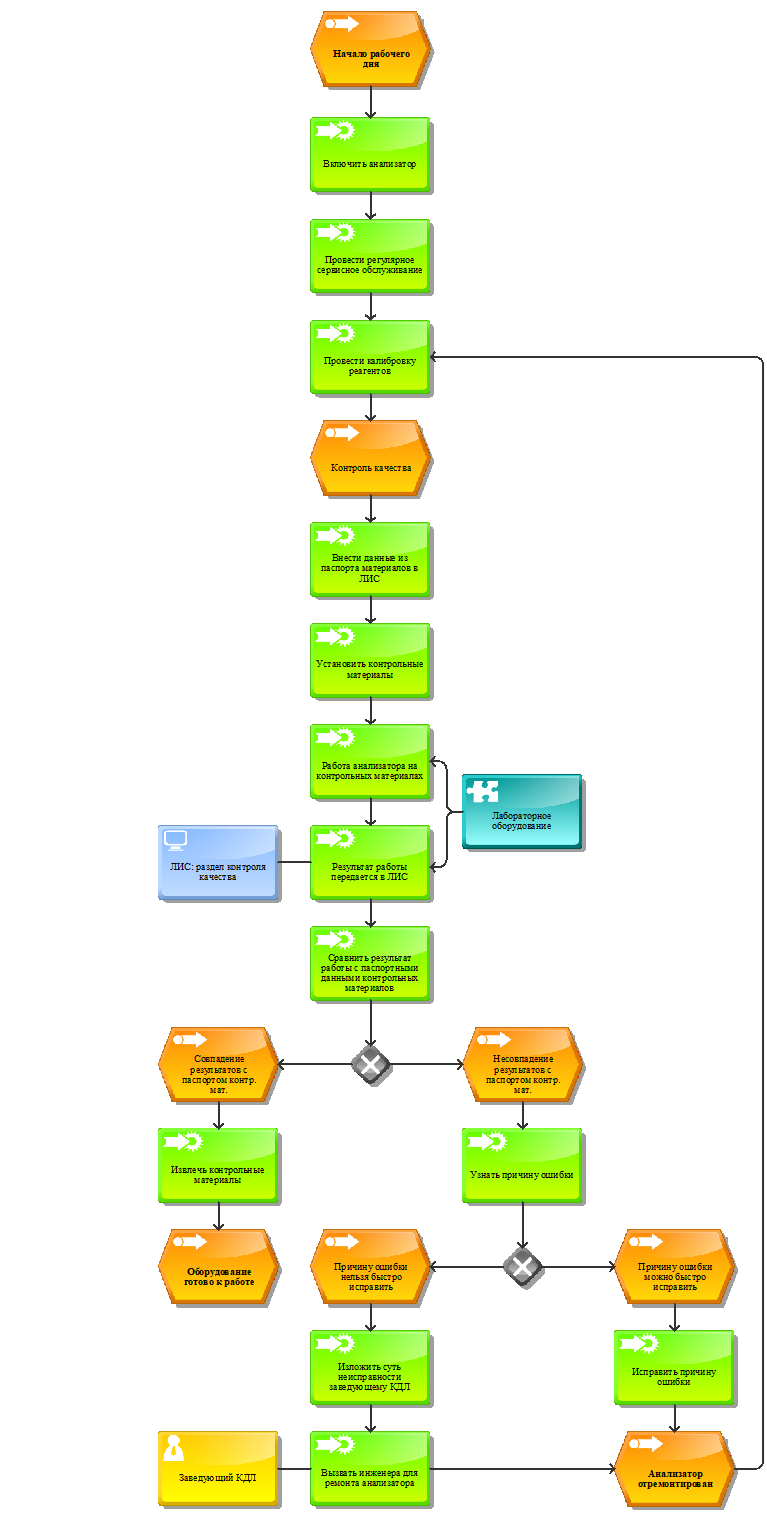 Начало рабочего
дня
Включить анализатор
Провести регулярное
сервисное обслуживание
Провести калибровку
реагентов
Контроль качества
Внести данные из
паспорта материалов в
ЛИС
Установить контрольные
материалы
Работа анализатора на
контрольных материалах
Лабораторное
оборудование
ЛИС: раздел контроля
качества
Результат работы
передается в ЛИС
Сравнить результат
работы с паспортными
данными контрольных
материалов
Совпадение
результатов с
паспортом контр.
мат.
Несовпадение
результатов с
паспортом контр.
мат.
Извлечь контрольные
материалы
Узнать причину ошибки
Оборудование
готово к работе
Причину ошибки
нельзя быстро
исправить
Причину ошибки
можно быстро
исправить
Изложить суть
неисправности
заведующему КДЛ
Исправить причину
ошибки
Заведующий КДЛ
Вызвать инженера для
ремонта анализатора
Анализатор
отремонтирован